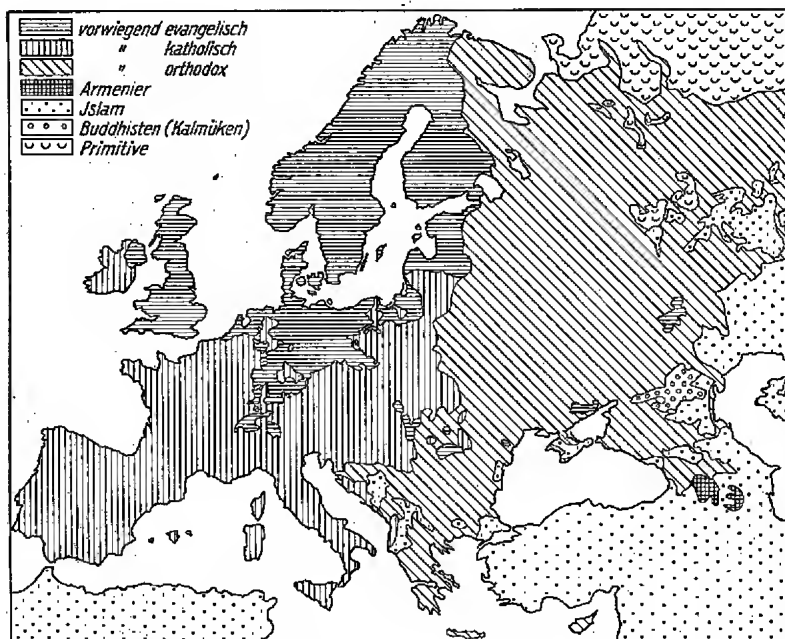 vorwiegend evangelisch
" katholisch
" orthodox
Armenier
Jslam
Buddhisten (Kalmüken)
Primitive